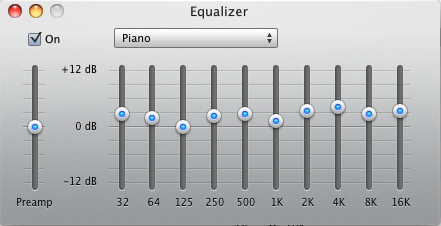 Equalizer
On
Piano
+12 dB
0 dB
−12 dB
Preamp 32 64 125 250 500 1K 2K 4K 8K 16K